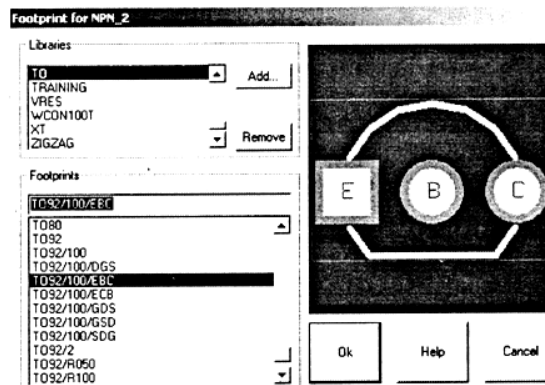 Footprint for NPN_2
Libraries
TO
TRAINING
VRES
WCON100T
XT
ZIGZAG
Add...
Remove
Footprints
TO92/100/EBC
TO80
TO92
TO92/100
TO92/100/DGS
TO92/100/EBC
TO92/100/ECB
TO92/100/GDS
TO92/100/GSD
TO92/100/SDG
TO92/2
TO92/R050
TO92/R100
E B C
Ok Help Cancel